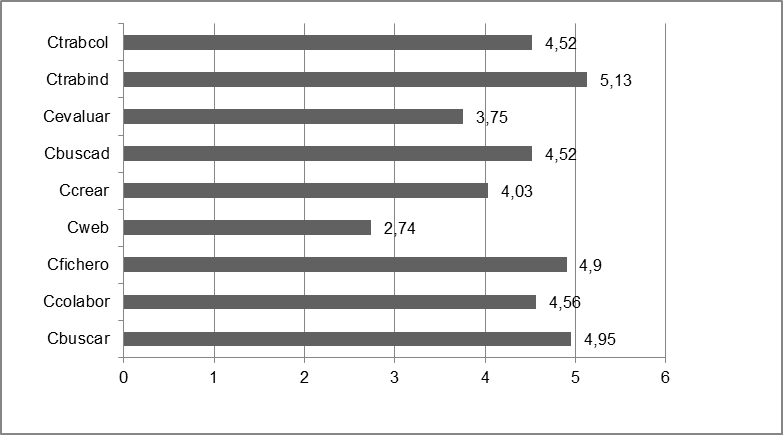 Ctrabcol 4,52
Ctrabind 5,13
Cevaluar 3,75
Cbuscad 4,52
Ccrear 4,03
Cweb 2,74
Cfichero 4,9
Ccolabor 4,56
Cbuscar 4,95
0 1 2 3 4 5 6